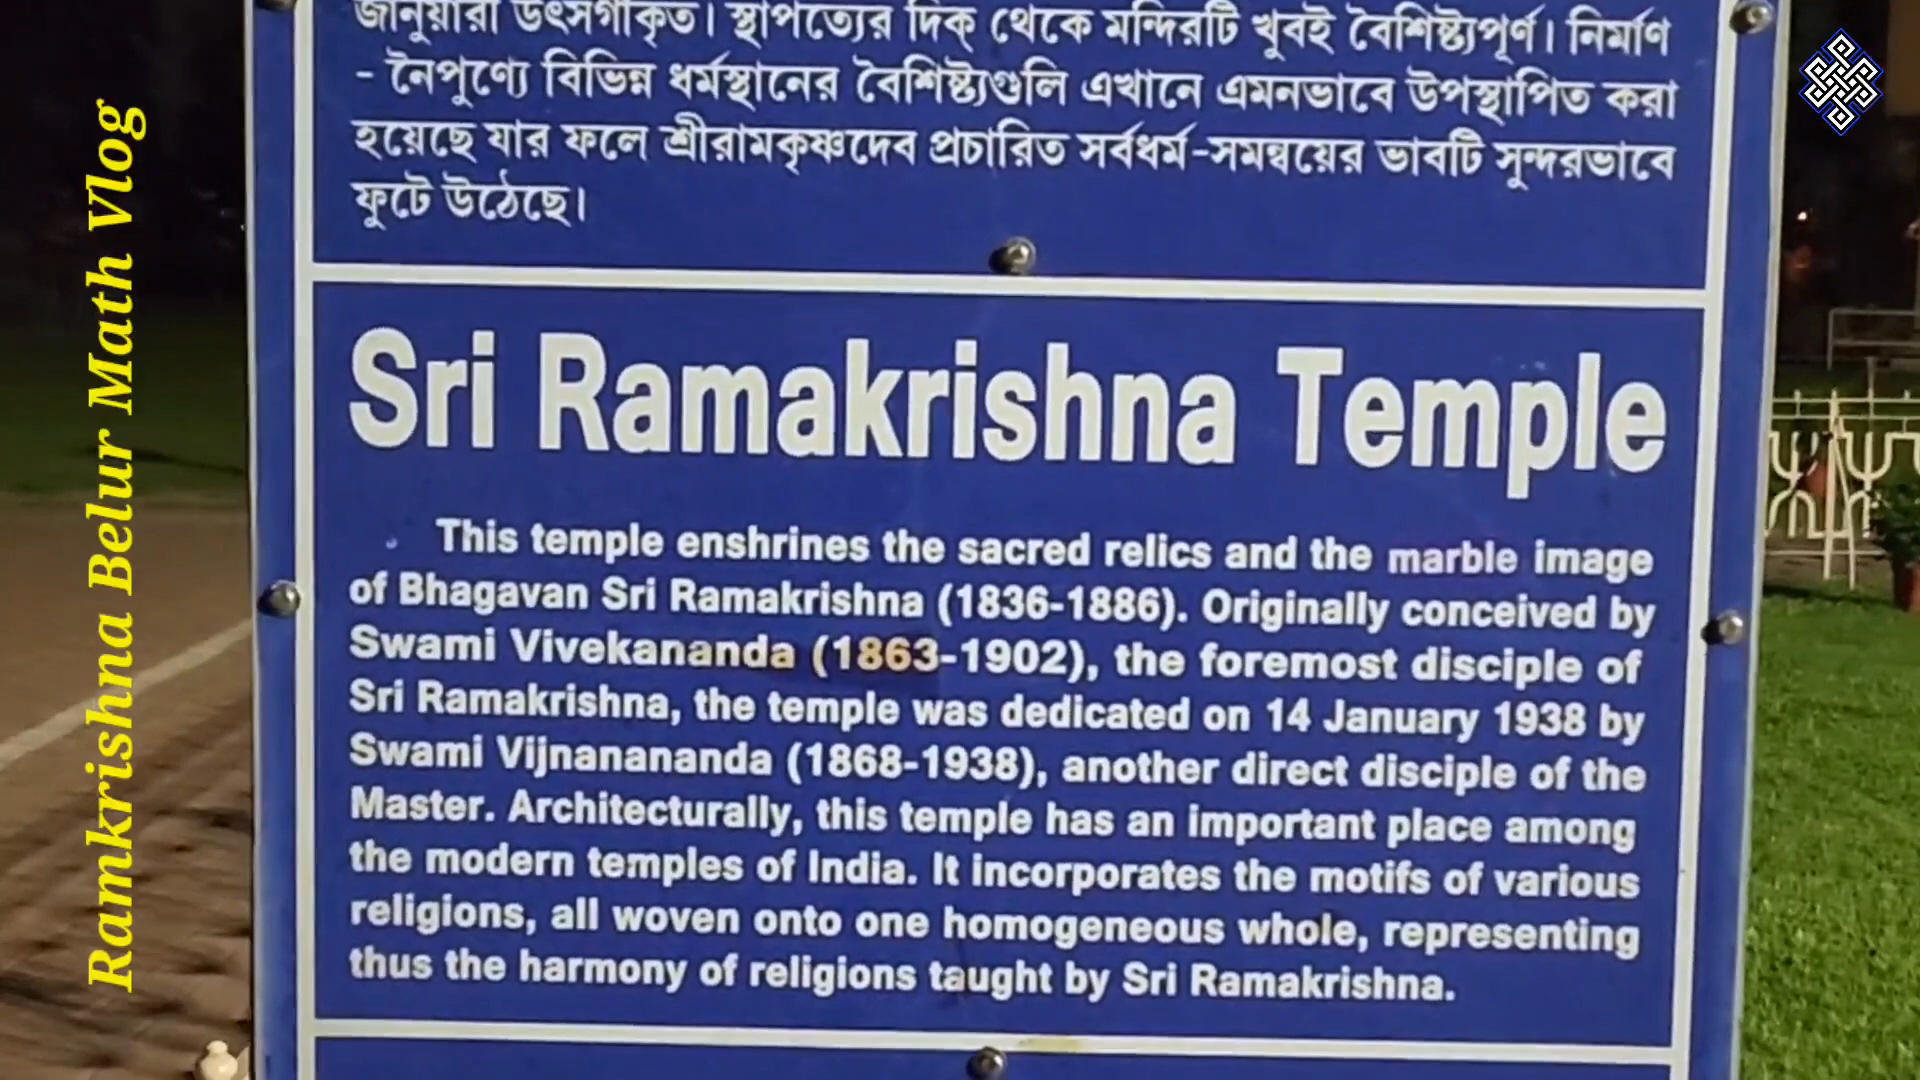 জানুয়ারী উৎসর্গীকৃত। স্থাপত্যের দিক্ থেকে মন্দিরটি খুবই বৈশিষ্ট্যপূর্ণ। নির্মাণ
- নৈপুণ্যে বিভিন্ন ধর্মস্থানের বৈশিষ্ট্যগুলি এখানে এমনভাবে উপস্থাপিত করা
হয়েছে যার ফলে শ্রীরামকৃষ্ণদেব প্রচারিত সর্বধর্ম-সমন্বয়ের ভাবটি সুন্দরভাবে
ফুটে উঠেছে।
Sri Ramakrishna Temple
This temple enshrines the sacred relics and the marble image
of Bhagavan Sri Ramakrishna (1836-1886). Originally conceived by
Swami Vivekananda (1863-1902), the foremost disciple of
Sri Ramakrishna, the temple was dedicated on 14 January 1938 by
Swami Vijnanananda (1868-1938), another direct disciple of the
Master. Architecturally, this temple has an important place among
the modern temples of India. It incorporates the motifs of various
religions, all woven onto one homogeneous whole, representing
thus the harmony of religions taught by Sri Ramakrishna.
Ramkrishna Belur Math Vlog